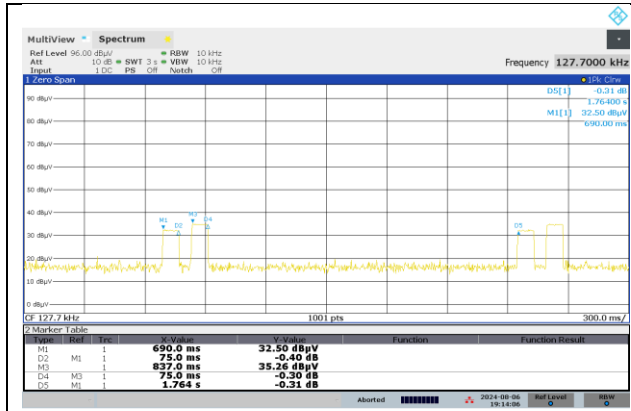 MultiView Spectrum
Ref Level 96.00 dBµV RBW 10 kHz
Att 10 dB SWT 3 s VBW 10 kHz Frequency 127.7000 kHz
Input 1 DC PS Off Notch Off
1 Zero Span 1Pk Clrw
D5[1] -0.31 dB
1.76400 s
M1[1] 32.50 dBµV
690.00 ms
90 dBµV
80 dBµV
70 dBµV
60 dBµV
50 dBµV
40 dBµV
M1 D2 M3 D4 D5
30 dBµV
20 dBµV
10 dBµV
0 dBµV
CF 127.7 kHz 1001 pts 300.0 ms/
2 Marker Table
Type Ref Trc X-Value Y-Value Function Function Result
M1 1 690.0 ms 32.50 dBµV
D2 M1 1 75.0 ms -0.40 dB
M3 1 837.0 ms 35.26 dBµV
D4 M3 1 75.0 ms -0.30 dB
D5 M1 1 1.764 s -0.31 dB
Aborted 2024-08-06 19:14:06 Ref Level RBW